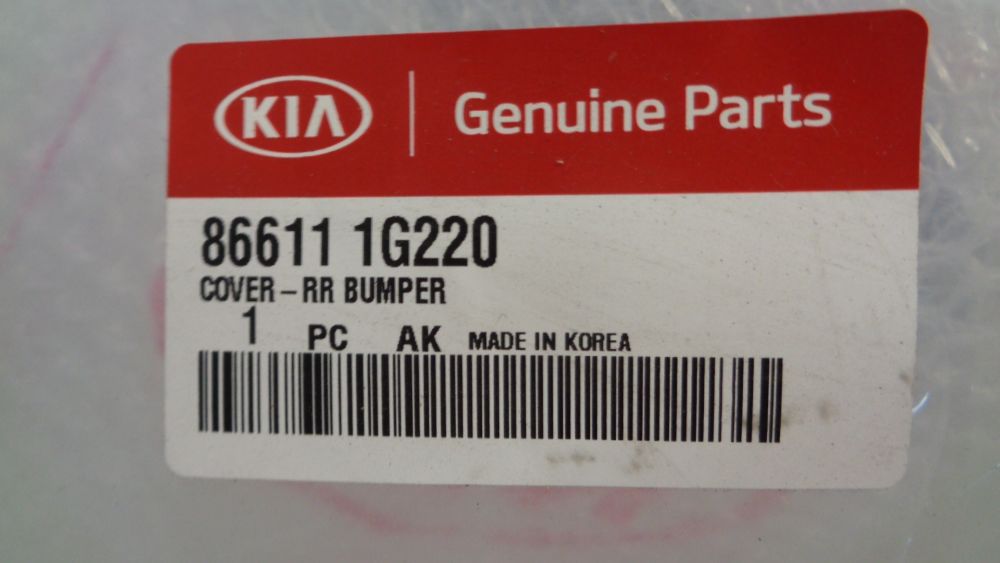 KIA Genuine Parts
86611 1G220
COVER-RR BUMPER
1 PC AK MADE IN KOREA